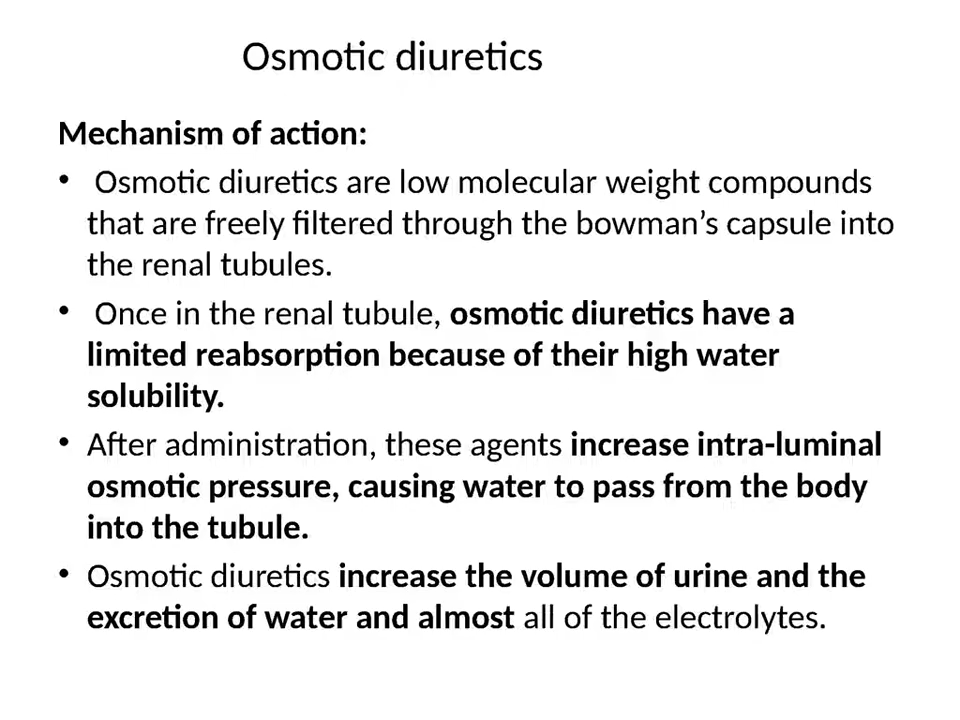 Osmotic diuretics
Mechanism of action:
• Osmotic diuretics are low molecular weight compounds
that are freely filtered through the bowman’s capsule into
the renal tubules.
• Once in the renal tubule, osmotic diuretics have a
limited reabsorption because of their high water
solubility.
• After administration, these agents increase intra-luminal
osmotic pressure, causing water to pass from the body
into the tubule.
• Osmotic diuretics increase the volume of urine and the
excretion of water and almost all of the electrolytes.